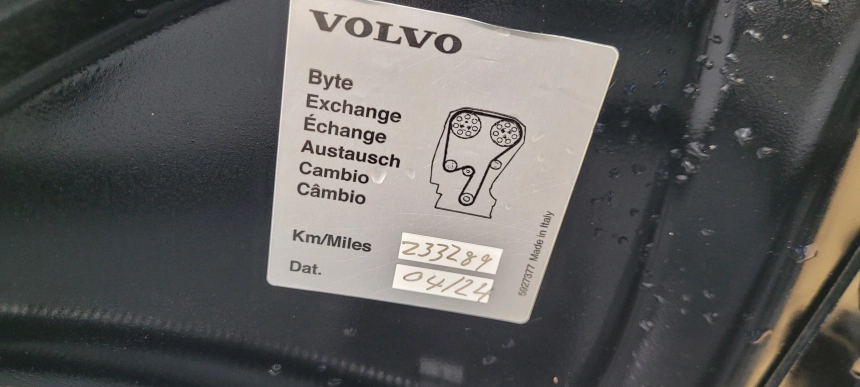 VOLVO
Byte
Exchange
Échange
Austausch
Cambio
Câmbio
Km/Miles 233289
Dat. 04/24
5927377 Made in Italy